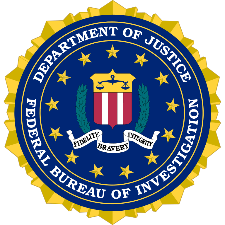 DEPARTMENT OF JUSTICE
FIDELITY
BRAVERY
INTEGRITY
FEDERAL BUREAU OF INVESTIGATION